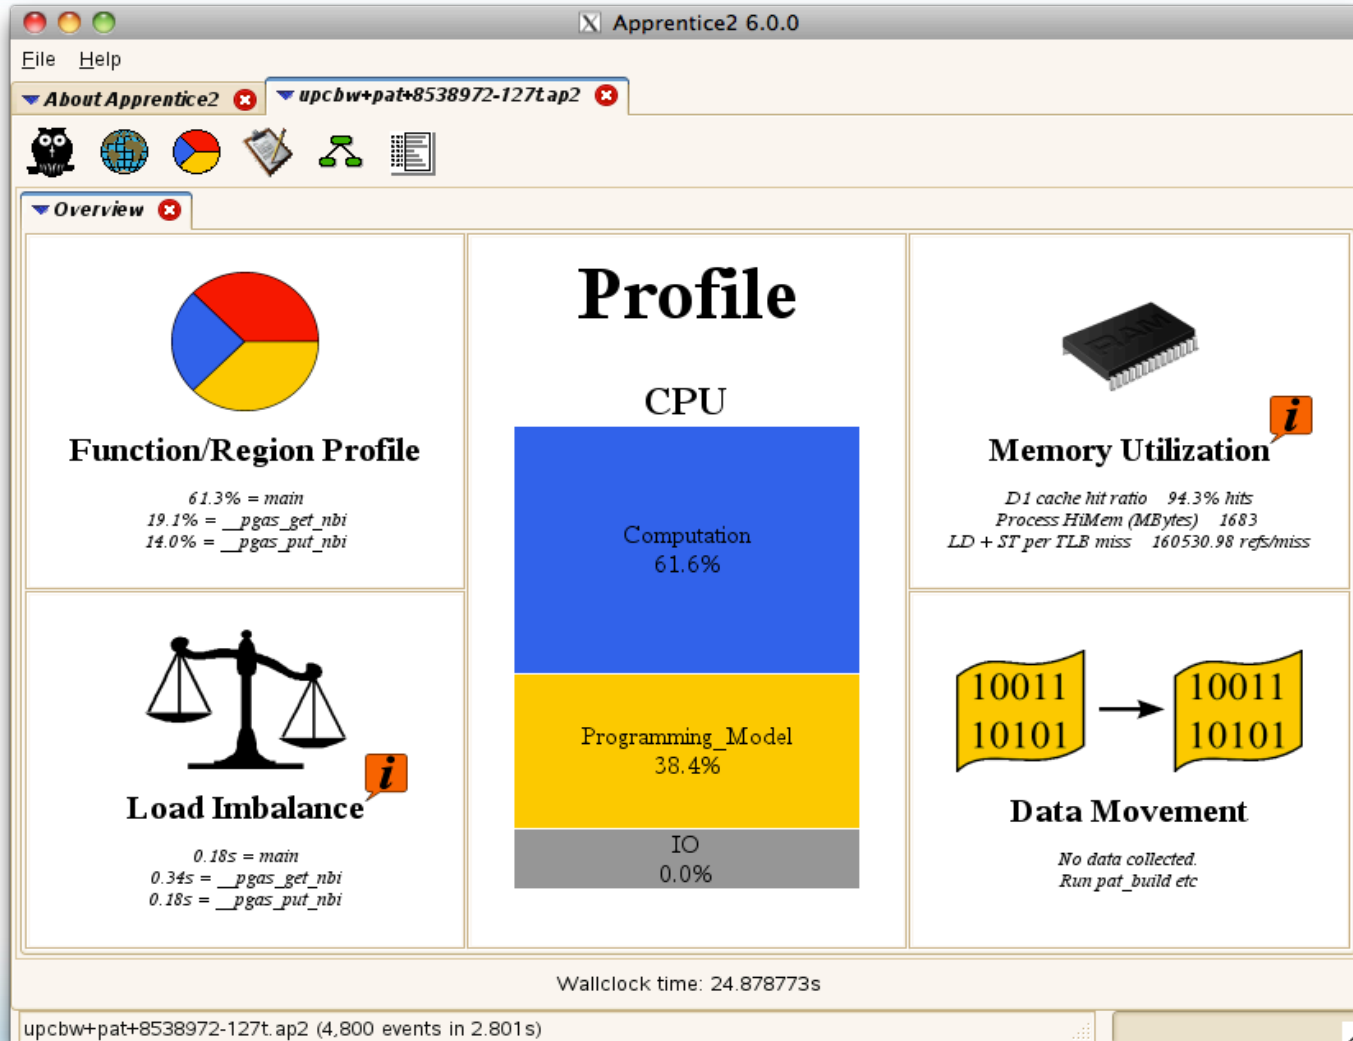 Apprentice2 6.0.0
File Help
About Apprentice2
upcbw+pat+8538972-127t.ap2
Overview
Function/Region Profile
61.3% = main
19.1% = __pgas_get_nbi
14.0% = __pgas_put_nbi
Load Imbalance
0.18s = main
0.34s = __pgas_get_nbi
0.18s = __pgas_put_nbi
Profile
CPU
Computation
61.6%
Programming_Model
38.4%
IO
0.0%
RAM
Memory Utilization
D1 cache hit ratio 94.3% hits
Process HiMem (MBytes) 1683
LD + ST per TLB miss 160530.98 refs/miss
10011
10101
10011
10101
Data Movement
No data collected.
Run pat_build etc
Wallclock time: 24.878773s
upcbw+pat+8538972-127t.ap2 (4,800 events in 2.801s)